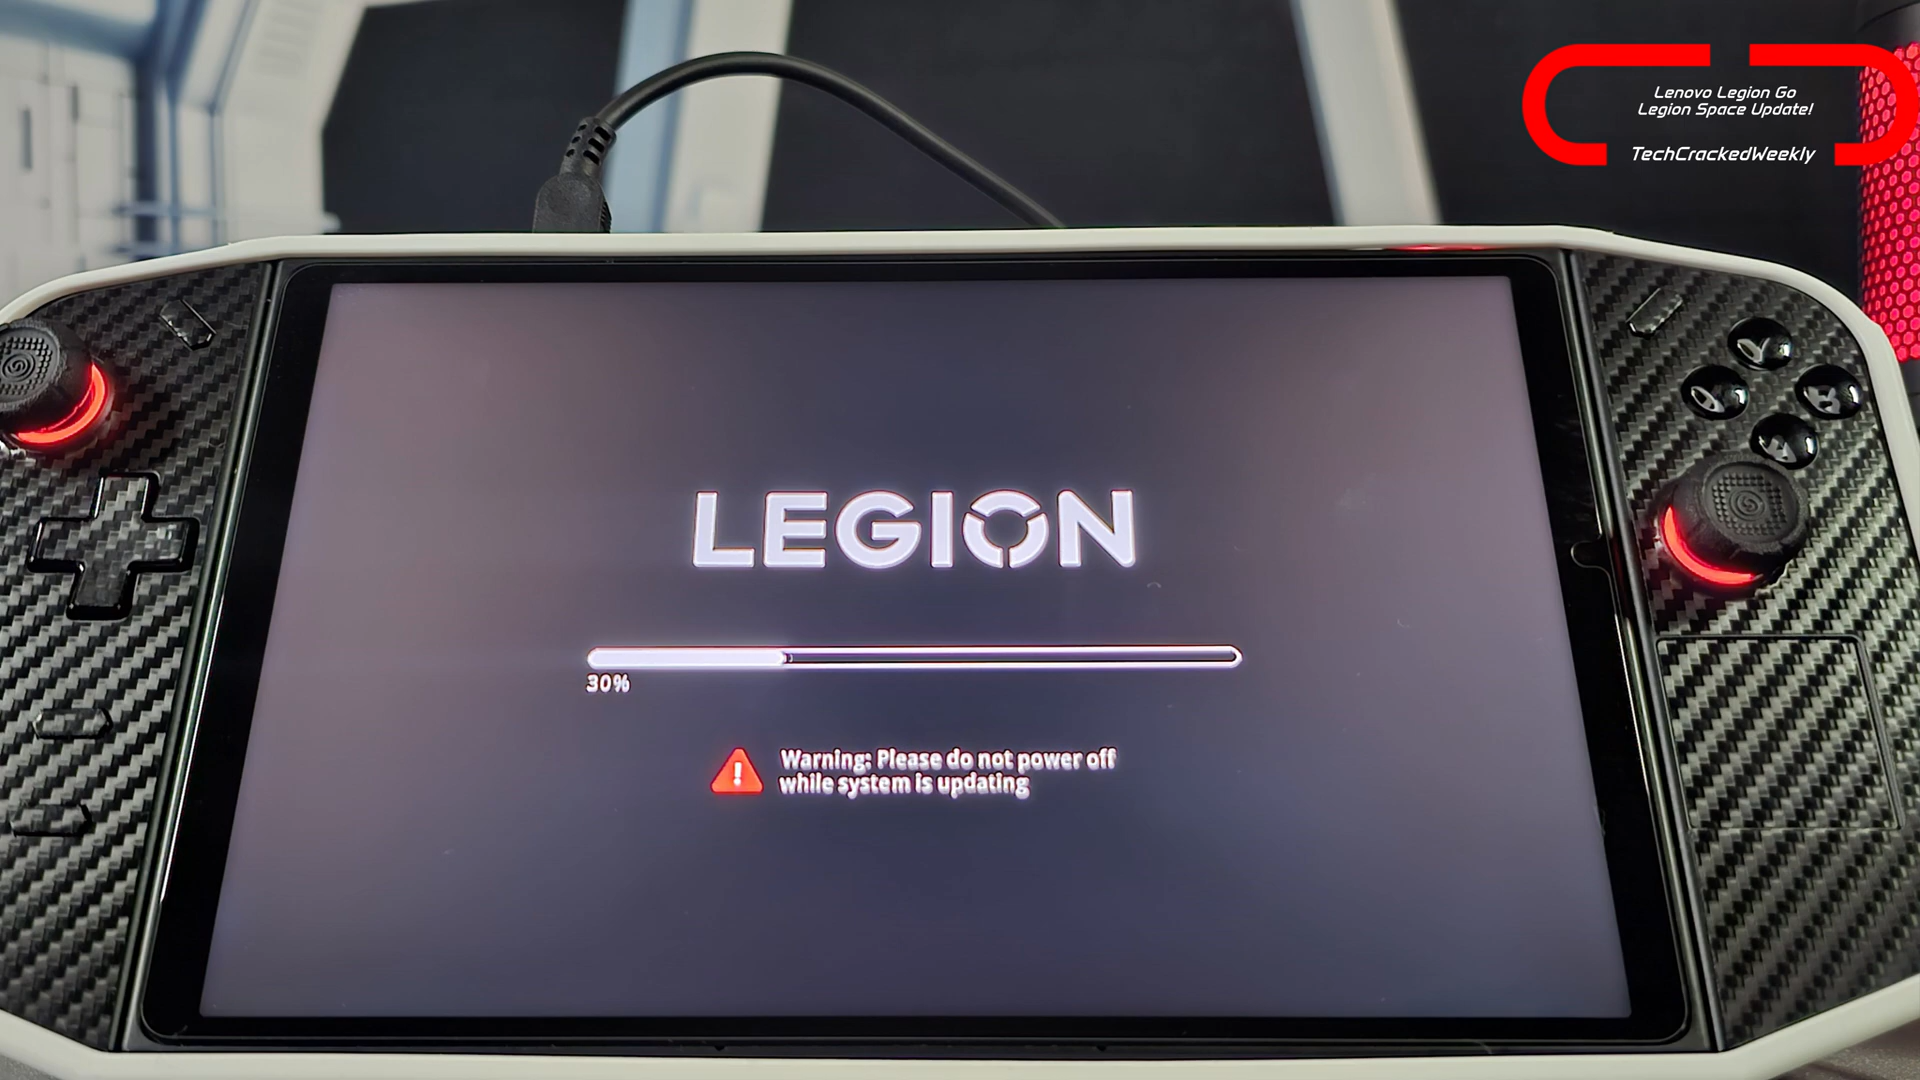 Lenovo Legion Go
Legion Space Update!
TechCrackedWeekly
LEGION
30%
Warning: Please do not power off
while system is updating